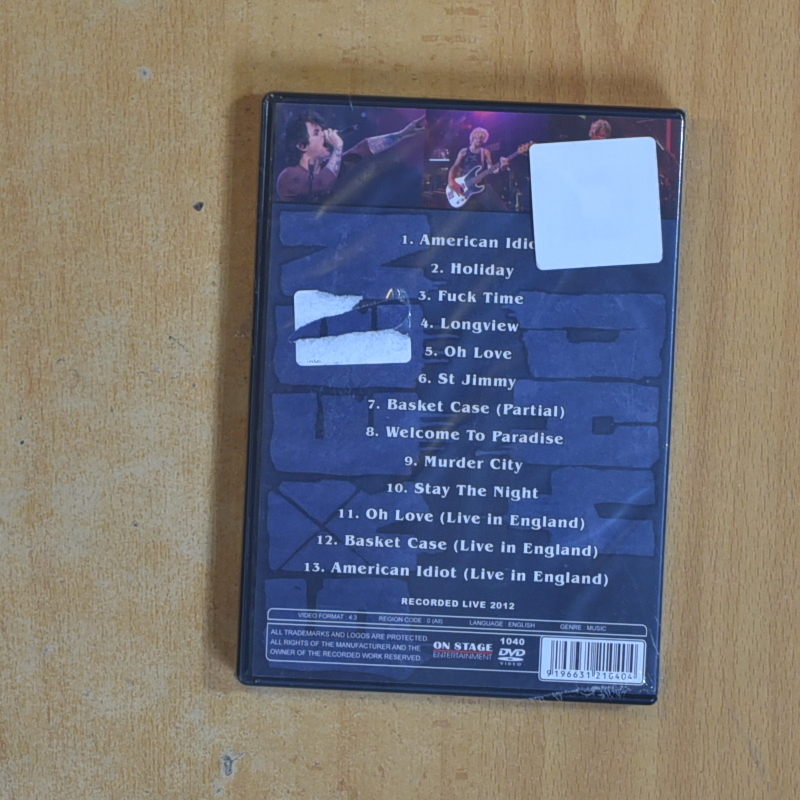 1. American Idio
2. Holiday
3. Fuck Time
4. Longview
5. Oh Love
6. St Jimmy
7. Basket Case (Partial)
8. Welcome To Paradise
9. Murder City
10. Stay The Night
11. Oh Love (Live in England)
12. Basket Case (Live in England)
13. American Idiot (Live in England)
RECORDED LIVE 2012
VIDEO FORMAT : 4:3 REGION CODE : 0 (All) LANGUAGE : ENGLISH GENRE : MUSIC
ALL TRADEMARKS AND LOGOS ARE PROTECTED.
ALL RIGHTS OF THE MANUFACTURER AND THE
OWNER OF THE RECORDED WORK RESERVED.
ON STAGE
ENTERTAINMENT
1040
DVD
VIDEO
9 196631 210404